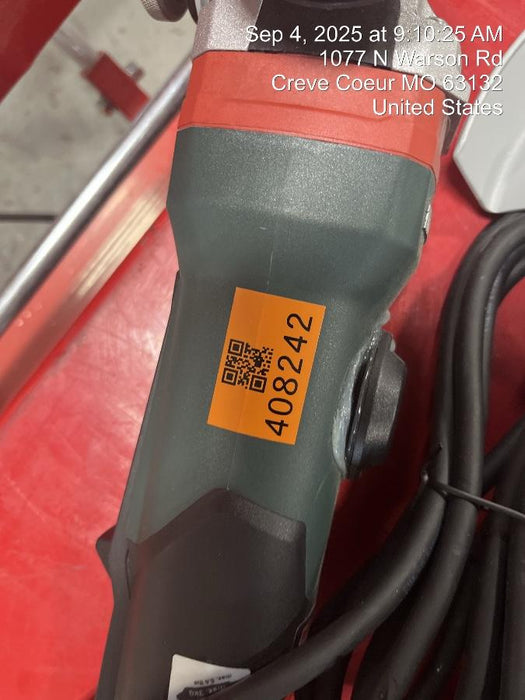 Sep 4, 2025 at 9:10:25 AM
1077 N Warson Rd
Creve Coeur MO 63132
United States
408242